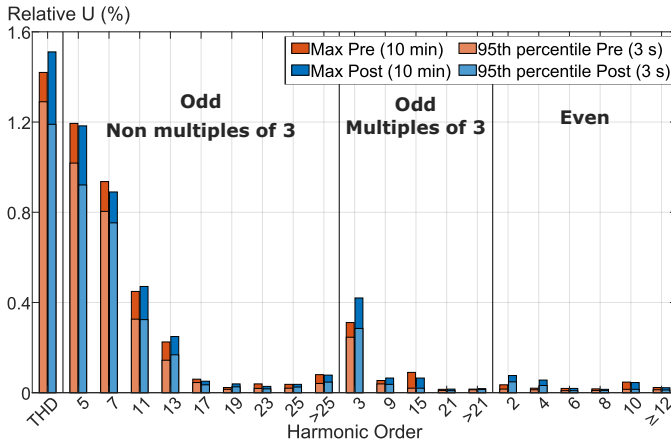 Relative U (%)
1.6
1.2
0.8
0.4
0
Max Pre (10 min) 95th percentile Pre (3 s)
Max Post (10 min) 95th percentile Post (3 s)
Odd
Non multiples of 3
Odd
Multiples of 3
Even
THD 5 7 11 13 17 19 23 25 >25 3 9 15 21 >21 2 4 6 8 10 ≥12
Harmonic Order